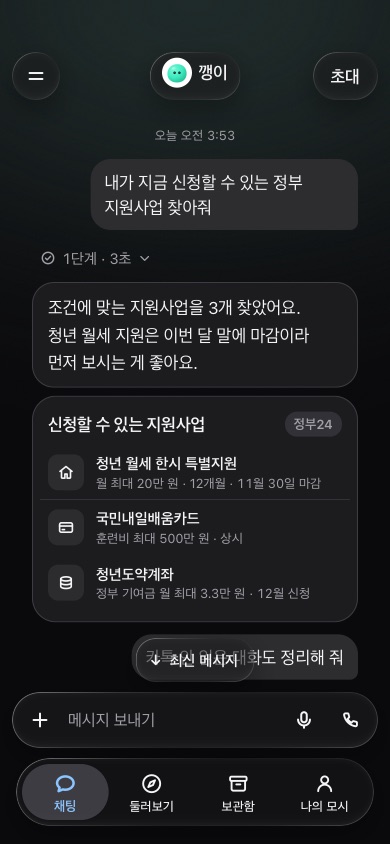 깽이
초대
오늘 오전 3:53
내가 지금 신청할 수 있는 정부
지원사업 찾아줘
1단계 · 3초
조건에 맞는 지원사업을 3개 찾았어요.
청년 월세 지원은 이번 달 말에 마감이라
먼저 보시는 게 좋아요.
신청할 수 있는 지원사업
정부24
청년 월세 한시 특별지원
월 최대 20만 원 · 12개월 · 11월 30일 마감
국민내일배움카드
훈련비 최대 500만 원 · 상시
청년도약계좌
정부 기여금 월 최대 3.3만 원 · 12월 신청
대화도 정리해 줘
최신 메시지
메시지 보내기
채팅
둘러보기
보관함
나의 모시